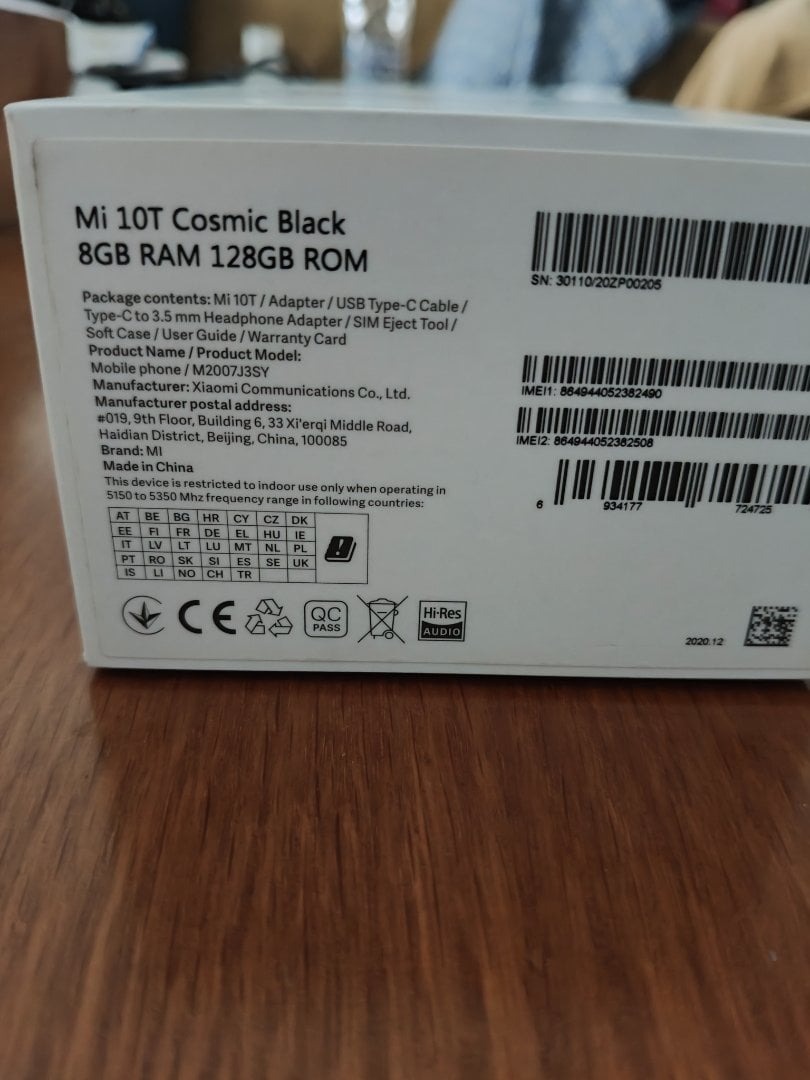 Mi 10T Cosmic Black
8GB RAM 128GB ROM
Package contents: Mi 10T / Adapter / USB Type-C Cable /
Type-C to 3.5 mm Headphone Adapter / SIM Eject Tool /
Soft Case / User Guide / Warranty Card
Product Name / Product Model:
Mobile phone / M2007J3SY
Manufacturer: Xiaomi Communications Co., Ltd.
Manufacturer postal address:
#019, 9th Floor, Building 6, 33 Xi'erqi Middle Road,
Haidian District, Beijing, China, 100085
Brand: MI
Made in China
This device is restricted to indoor use only when operating in
5150 to 5350 Mhz frequency range in following countries:
AT BE BG HR CY CZ DK
EE FI FR DE EL HU IE
IT LV LT LU MT NL PL
PT RO SK SI ES SE UK
IS LI NO CH TR
CE
QC
PASS
Hi-Res
AUDIO
SN: 30110/20ZP00205
IMEI1: 864944052382490
IMEI2: 864944052382508
6 934177 724725
2020.12